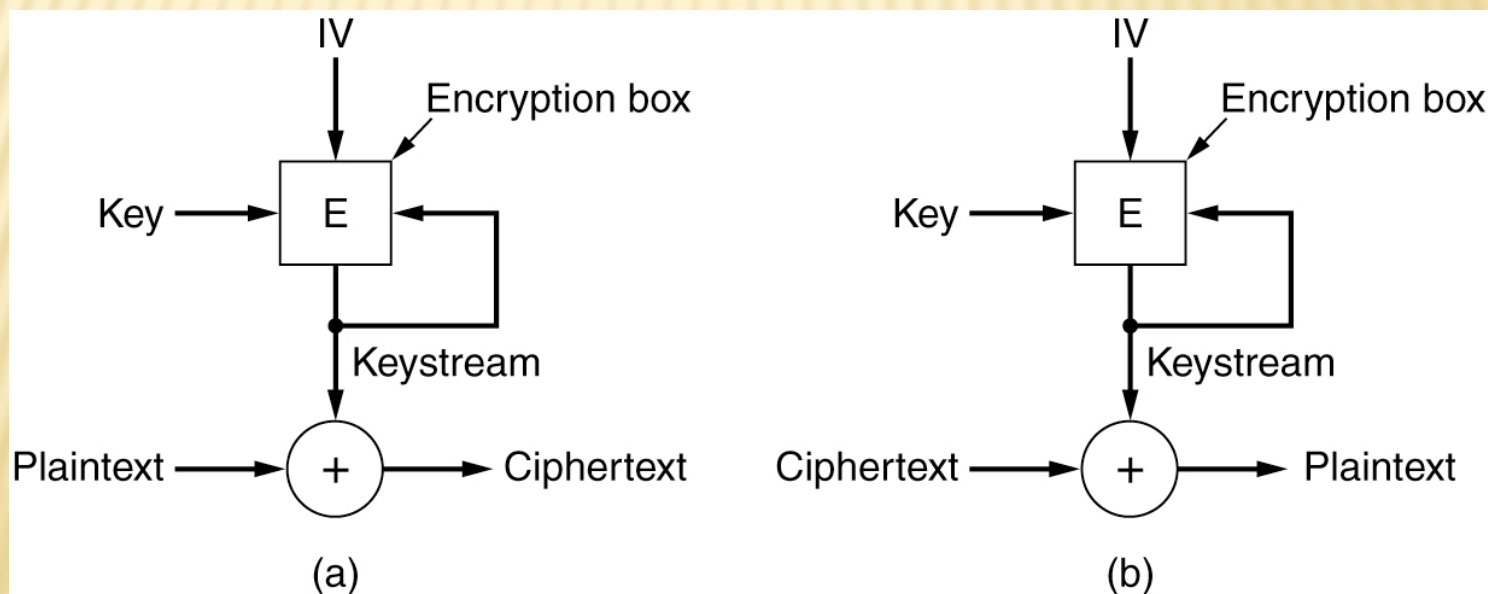 IV
Encryption box
Key
E
Keystream
Plaintext
+
Ciphertext
(a)
IV
Encryption box
Key
E
Keystream
Ciphertext
+
Plaintext
(b)